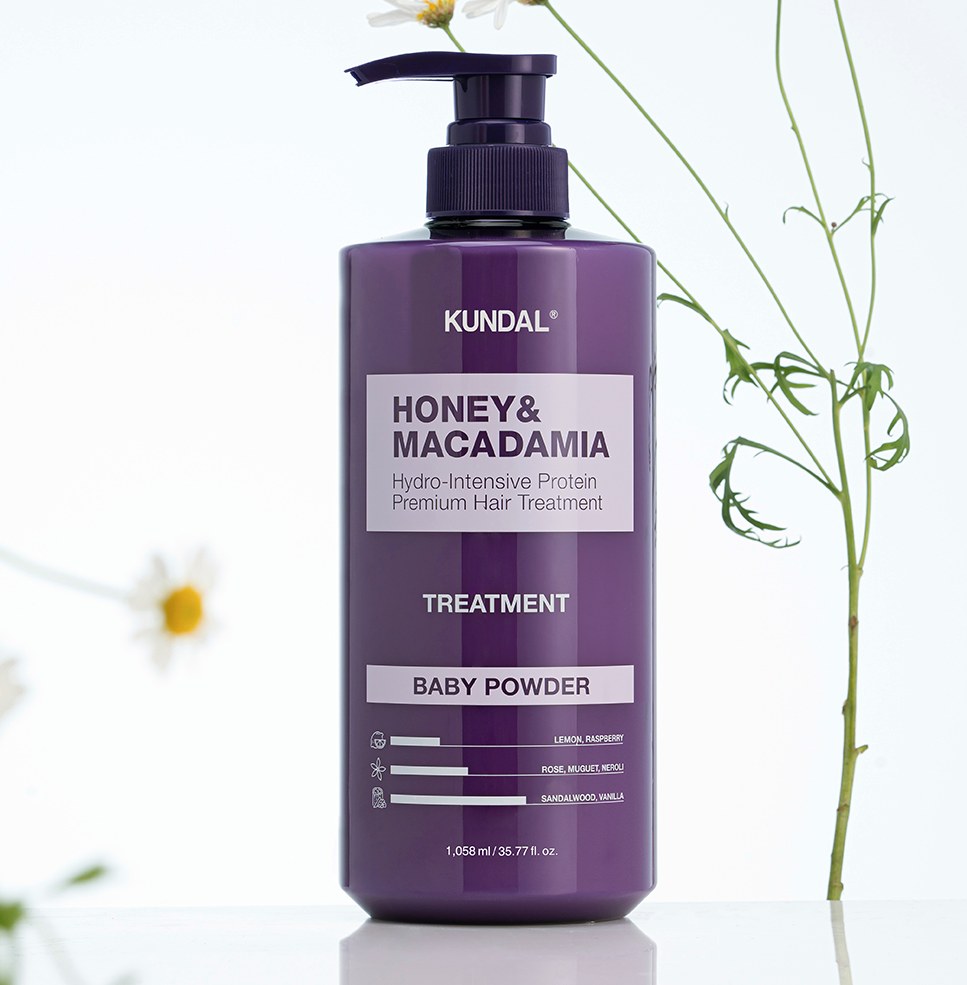 KUNDAL®
HONEY&
MACADAMIA
Hydro-Intensive Protein
Premium Hair Treatment
TREATMENT
BABY POWDER
LEMON, RASPBERRY
ROSE, MUGUET, NEROLI
SANDALWOOD, VANILLA
1,058 ml / 35.77 fl. oz.